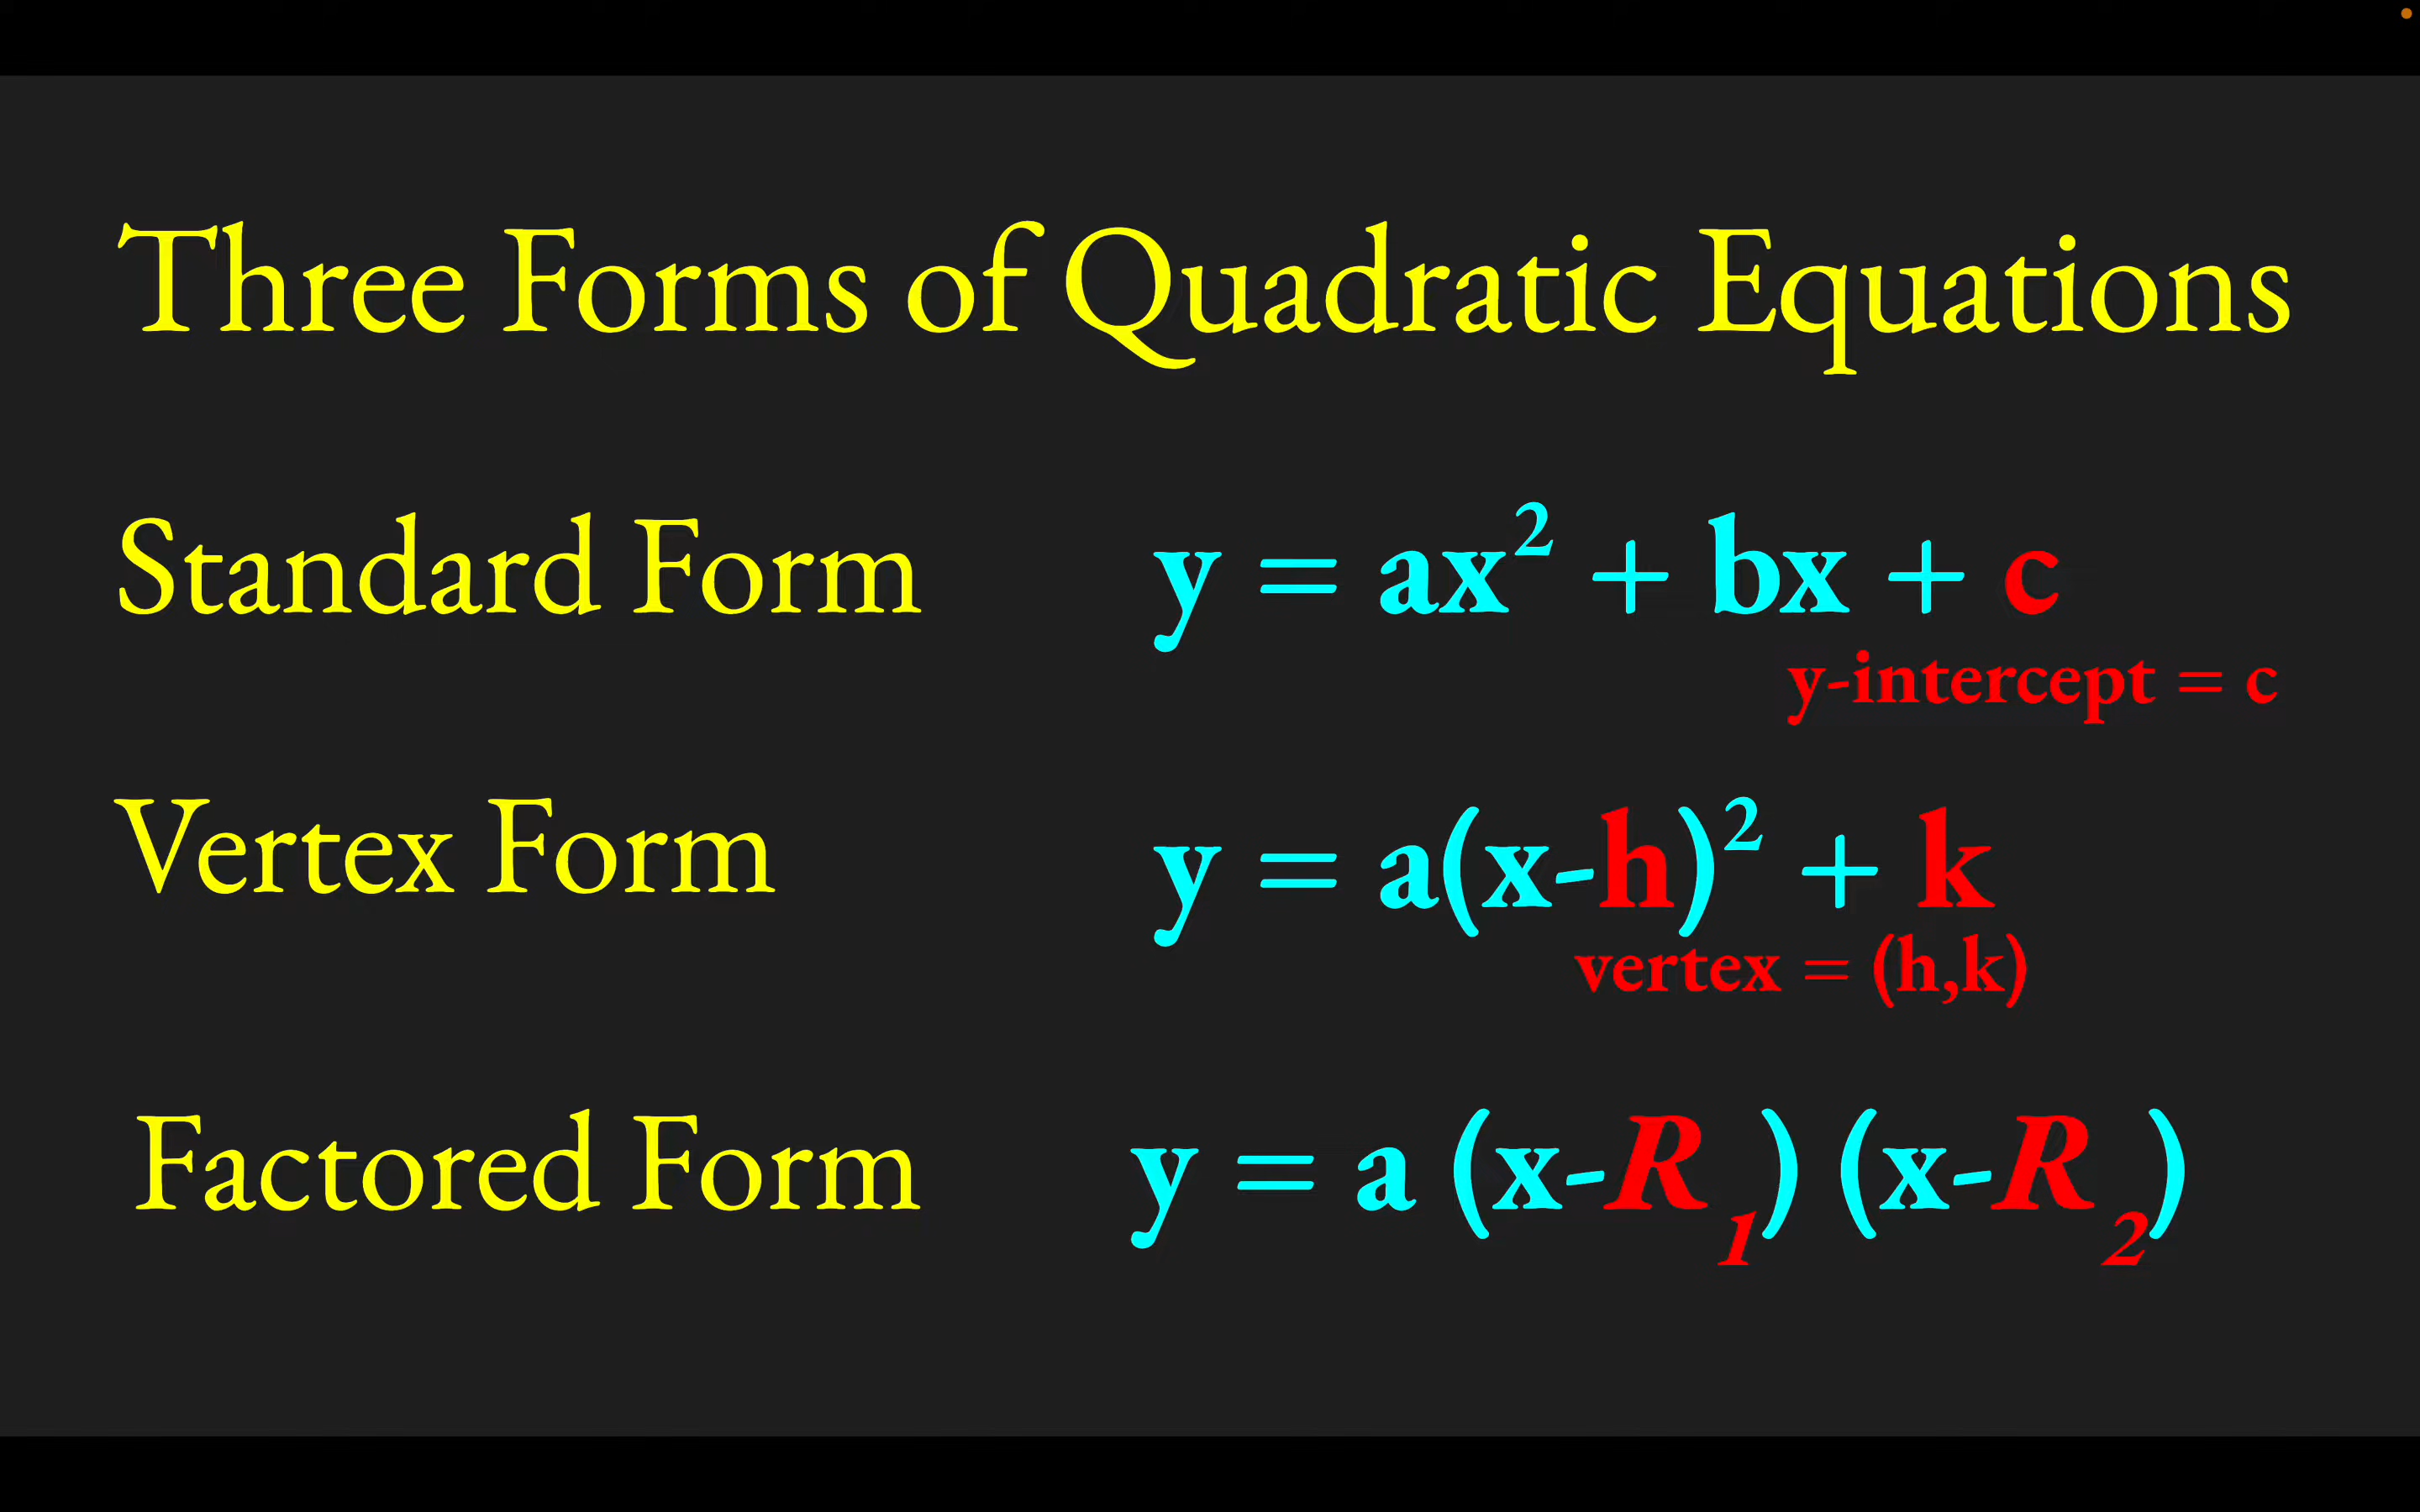 Three Forms of Quadratic Equations
Standard Form y = ax² + bx + c
y-intercept = c
Vertex Form y = a(x-h)² + k
vertex = (h,k)
Factored Form y = a (x-R₁) (x-R₂)